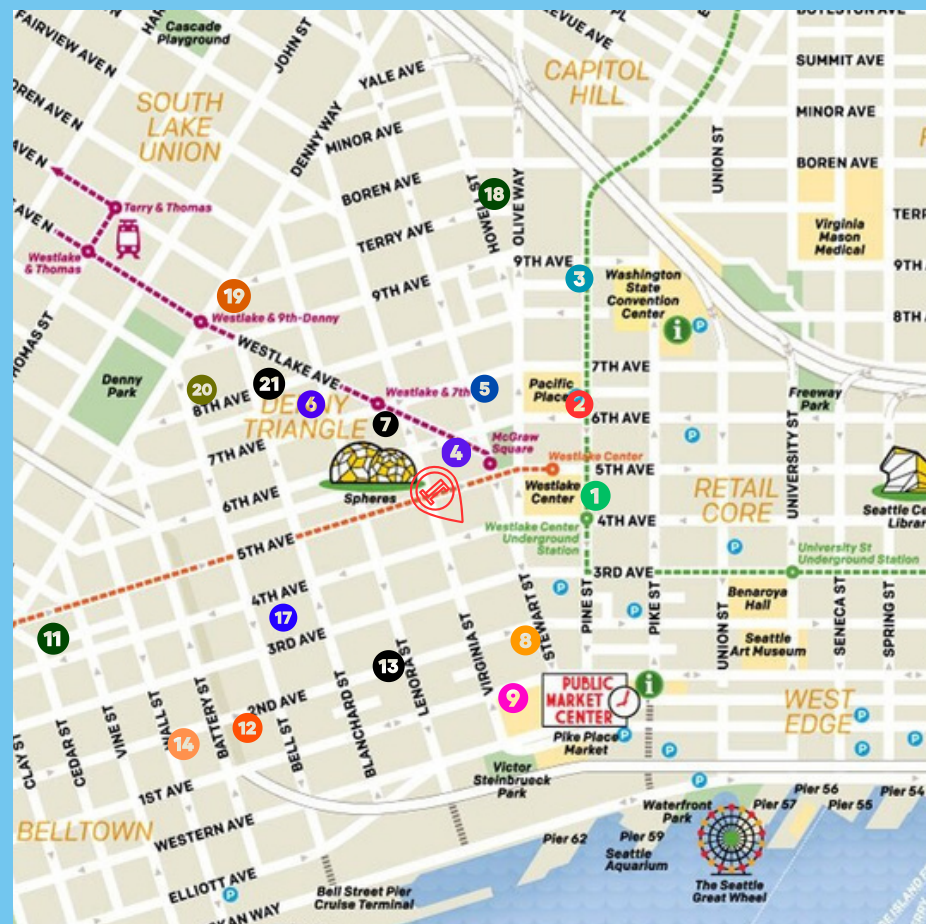 FAIRVIEW AVE N
Cascade
Playground
JOHN ST
YALE AVE
CAPITOL
HILL
SUMMIT AVE
MINOR AVE
BOREN AVE
SOUTH
LAKE
UNION
DENNY WAY
MINOR AVE
BOREN AVE
TERRY AVE
9TH AVE
HOWELL ST
18
OLIVE WAY
UNION ST
Virginia
Mason
Medical
9TH AVE
3
Washington
State
Convention
Center
i
P
AVE N
AVE N
Terry & Thomas
Westlake
& Thomas
19
Westlake & 9th-Denny
WESTLAKE AVE
Denny
Park
20
21
8TH AVE
6
DENNY
TRIANGLE
7
Westlake & 7th
5
7TH AVE
Pacific
Place
2
6TH AVE
P
Freeway
Park
4
McGraw
Square
Westlake Center
5TH AVE
7TH AVE
6TH AVE
5TH AVE
Spheres
Westlake
Center
1
4TH AVE
Westlake Center
Underground
Station
3RD AVE
RETAIL
CORE
UNIVERSITY ST
P
University St
Underground Station
4TH AVE
17
3RD AVE
11
13
2ND AVE
12
14
STEWART ST
8
9
VIRGINIA ST
LENORA ST
BLANCHARD ST
BELL ST
BATTERY ST
WALL ST
VINE ST
CEDAR ST
CLAY ST
P
PINE ST
PIKE ST
P
UNION ST
Benaroya
Hall
Seattle
Art Museum
SENECA ST
SPRING ST
PUBLIC
MARKET
CENTER
i
Pike Place
Market
P
WEST
EDGE
P
P
P
P
P
Victor
Steinbrueck
Park
1ST AVE
BELLTOWN
WESTERN AVE
ELLIOTT AVE
P
Bell Street Pier
Cruise Terminal
Pier 62
Pier 59
Seattle
Aquarium
Waterfront
Park
Pier 57
Pier 56
Pier 55
Pier 54
The Seattle
Great Wheel